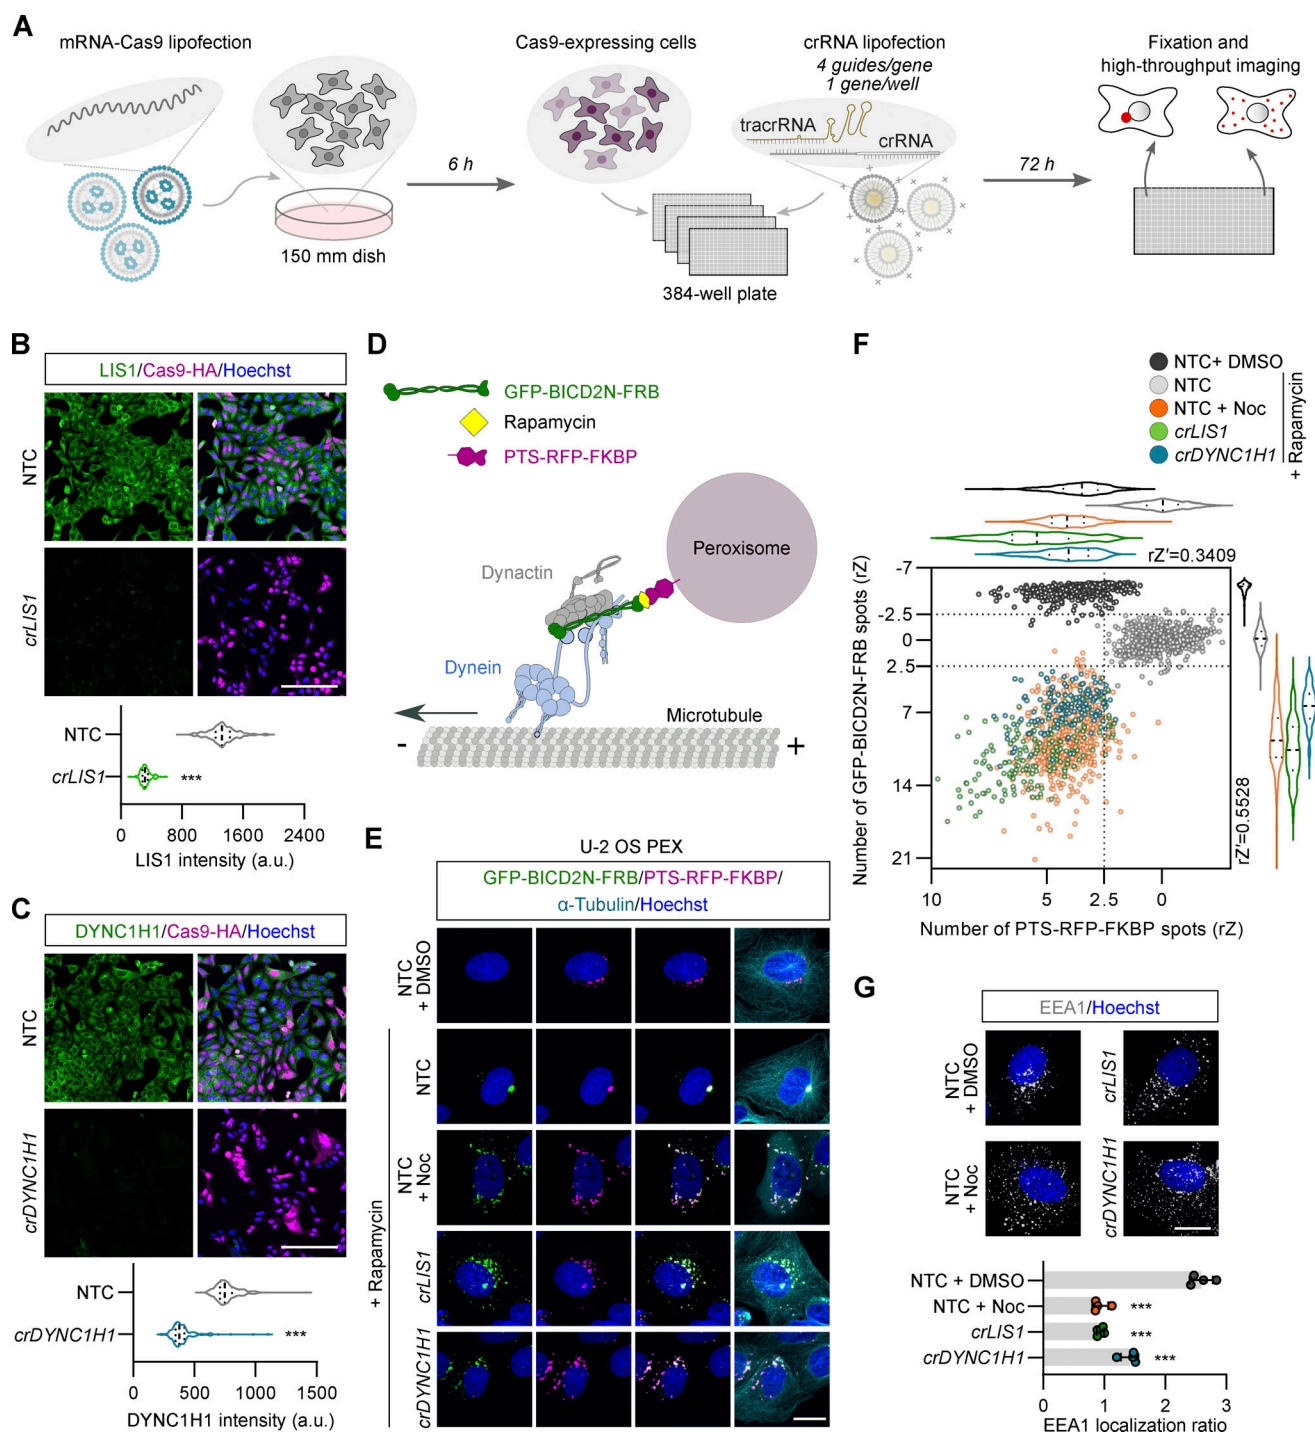 A
mRNA-Cas9 lipofection
150 mm dish
6 h
Cas9-expressing cells
384-well plate
crRNA lipofection
4 guides/gene
1 gene/well
tracrRNA
crRNA
72 h
Fixation and
high-throughput imaging
B
LIS1/Cas9-HA/Hoechst
NTC
crLIS1
NTC
crLIS1
***
0
800
1600
2400
LIS1 intensity (a.u.)
C
DYNC1H1/Cas9-HA/Hoechst
NTC
crDYNC1H1
NTC
crDYNC1H1
***
0
500
1000
1500
DYNC1H1 intensity (a.u.)
D
GFP-BICD2N-FRB
Rapamycin
PTS-RFP-FKBP
Peroxisome
Dynactin
Dynein
Microtubule
-
+
E
U-2 OS PEX
GFP-BICD2N-FRB/PTS-RFP-FKBP/
α-Tubulin/Hoechst
NTC
+ DMSO
NTC
NTC
+ Noc
crLIS1
crDYNC1H1
+ Rapamycin
F
NTC+ DMSO
NTC
NTC + Noc
crLIS1
crDYNC1H1
+ Rapamycin
rZ'=0.3409
rZ'=0.5528
-7
-2.5
0
2.5
7
14
21
Number of GFP-BICD2N-FRB spots (rZ)
10
5
2.5
0
Number of PTS-RFP-FKBP spots (rZ)
G
EEA1/Hoechst
NTC
+ DMSO
crLIS1
NTC
+ Noc
crDYNC1H1
NTC + DMSO
NTC + Noc
***
crLIS1
***
crDYNC1H1
***
0
1
2
3
EEA1 localization ratio